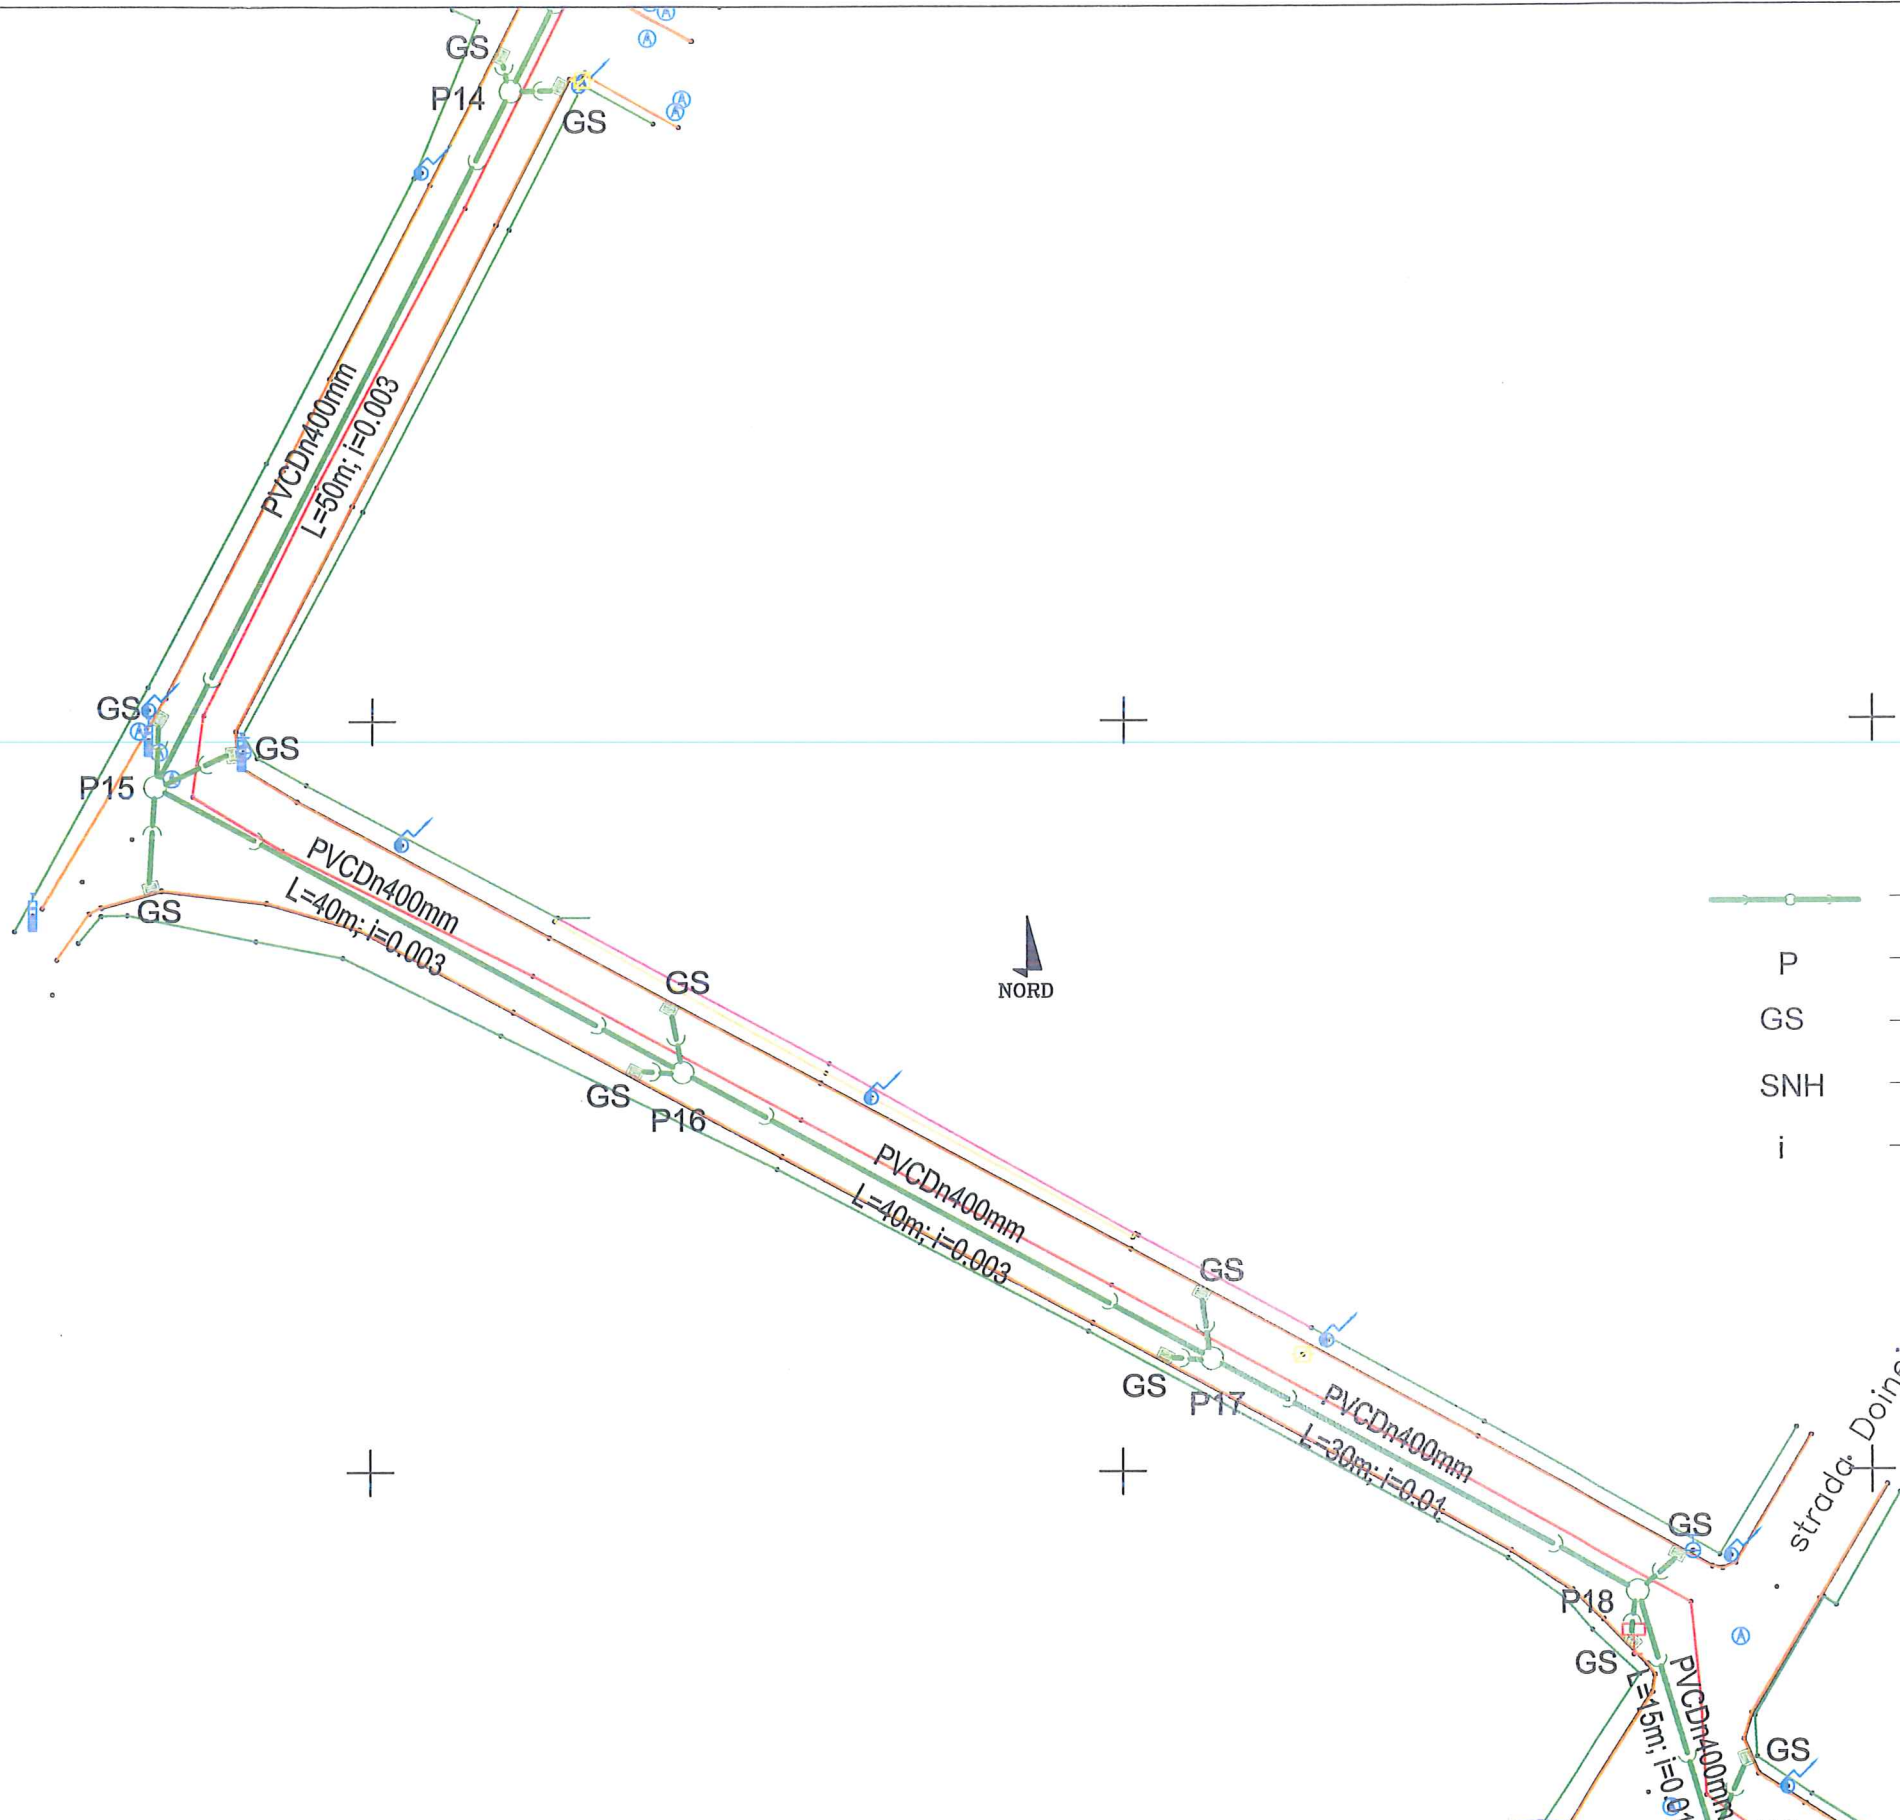 GS
P14
GS
PVCDn400mm
L=50m; i=0.003
GS
GS
P15
PVCDn400mm
L=40m; i=0.003
GS
GS
P
GS
SNH
i
NORD
GS
P16
PVCDn400mm
L=40m; i=0.003
GS
GS
P17
PVCDn400mm
L=30m; i=0.01
strada
GS
P18
GS
PVCDn400mm
L=15m;
GS
A
A
A
A
A
A